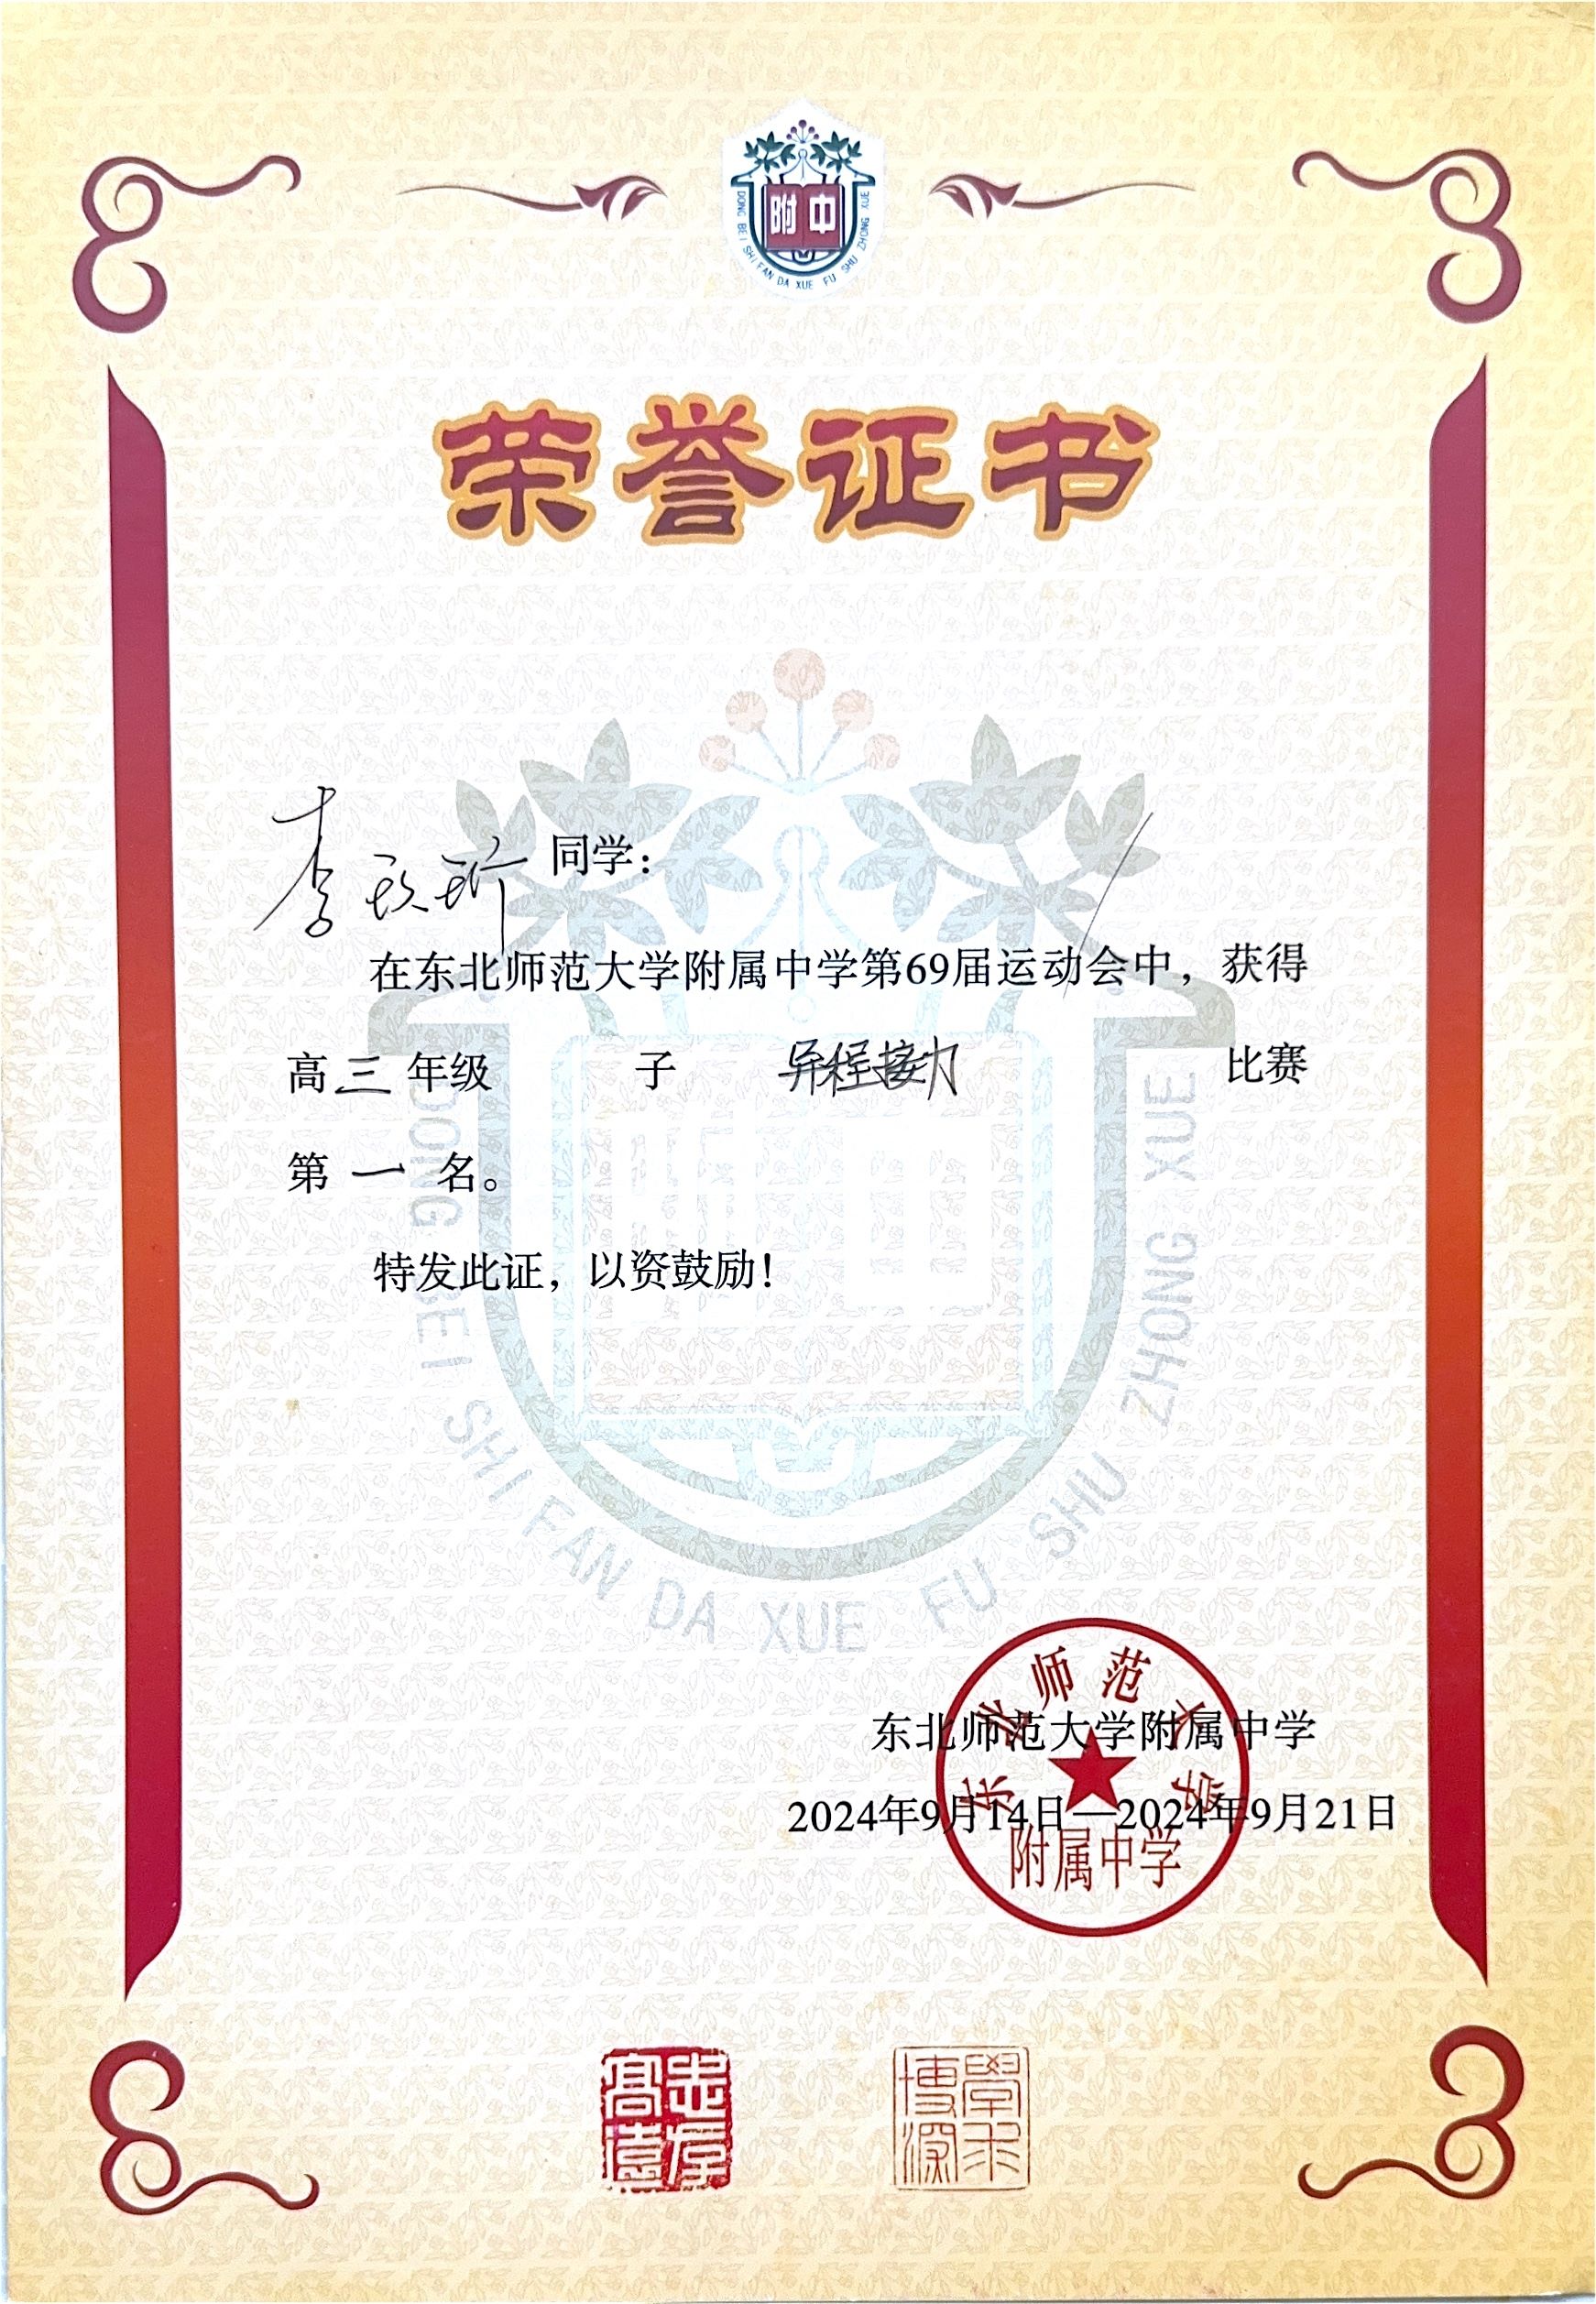 附中
DONG BEI SHI FAN DA XUE FU SHU ZHONG XUE
荣誉证书
李玖珩 同学：
在东北师范大学附属中学第69届运动会中，获得
高三年级 子 异程接力 比赛
第一名。
特发此证，以资鼓励！
DONG BEI SHI FAN DA XUE FU SHU ZHONG XUE
东北师范大学附属中学
2024年9月14日—2024年9月21日
东北师范大学
附属中学
志存高远
学求博深